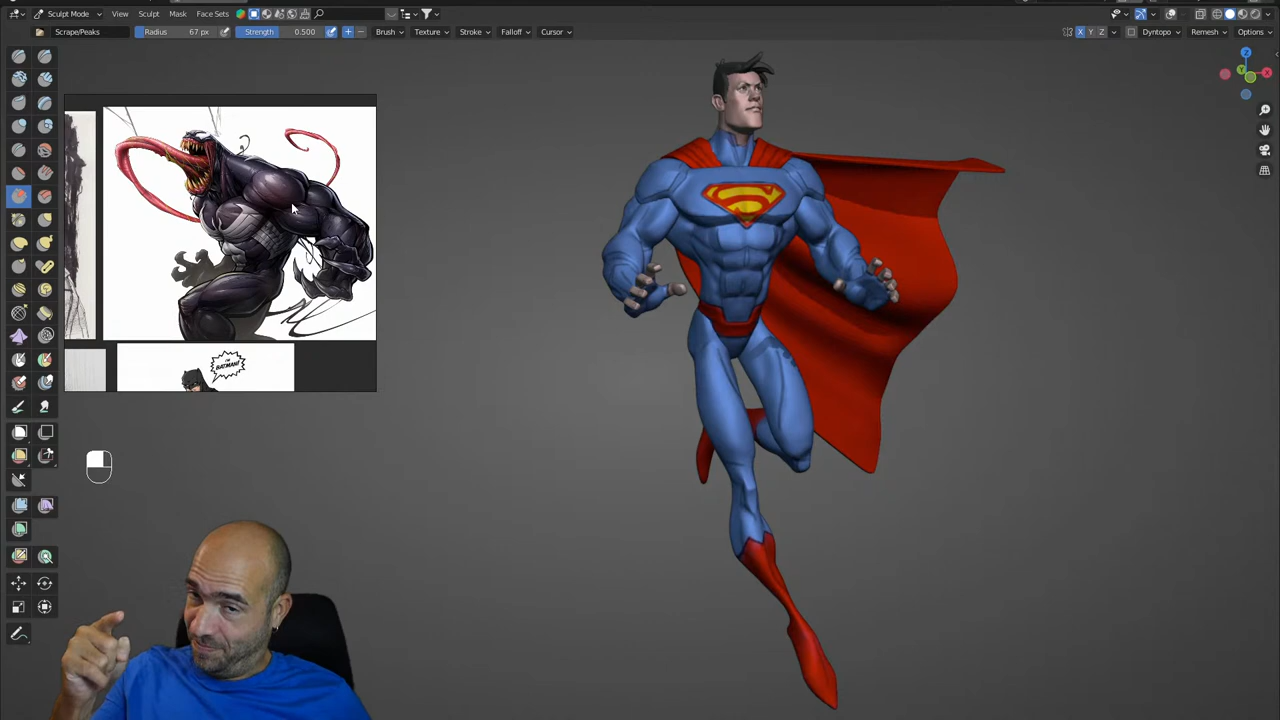 Sculpt Mode View Sculpt Mask Face Sets
Scrape/Peaks Radius 67 px Strength 0.500 Brush Texture Stroke Falloff Cursor X Y Z Dyntopo Remesh Options
Z
Y
X
I'M
BATMAN!